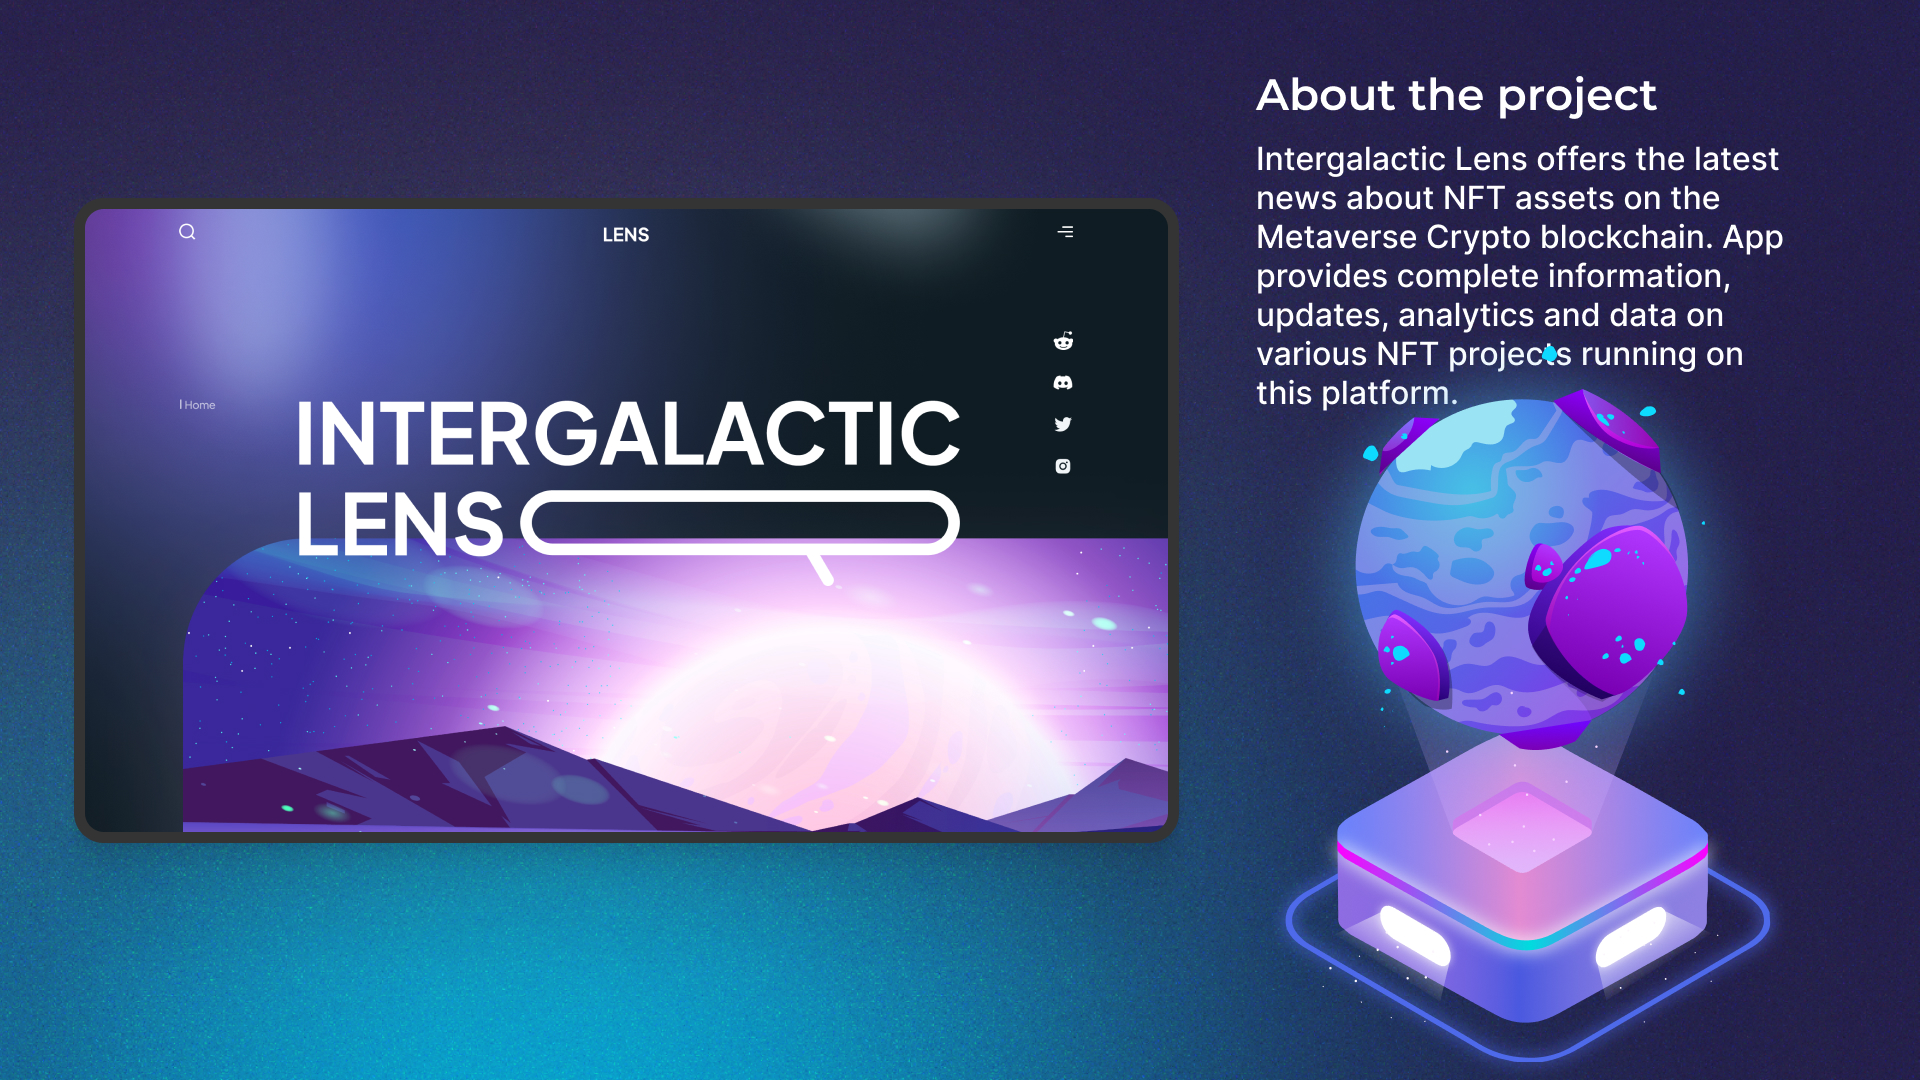 LENS
Home
INTERGALACTIC
LENS
About the project
Intergalactic Lens offers the latest
news about NFT assets on the
Metaverse Crypto blockchain. App
provides complete information,
updates, analytics and data on
various NFT projects running on
this platform.